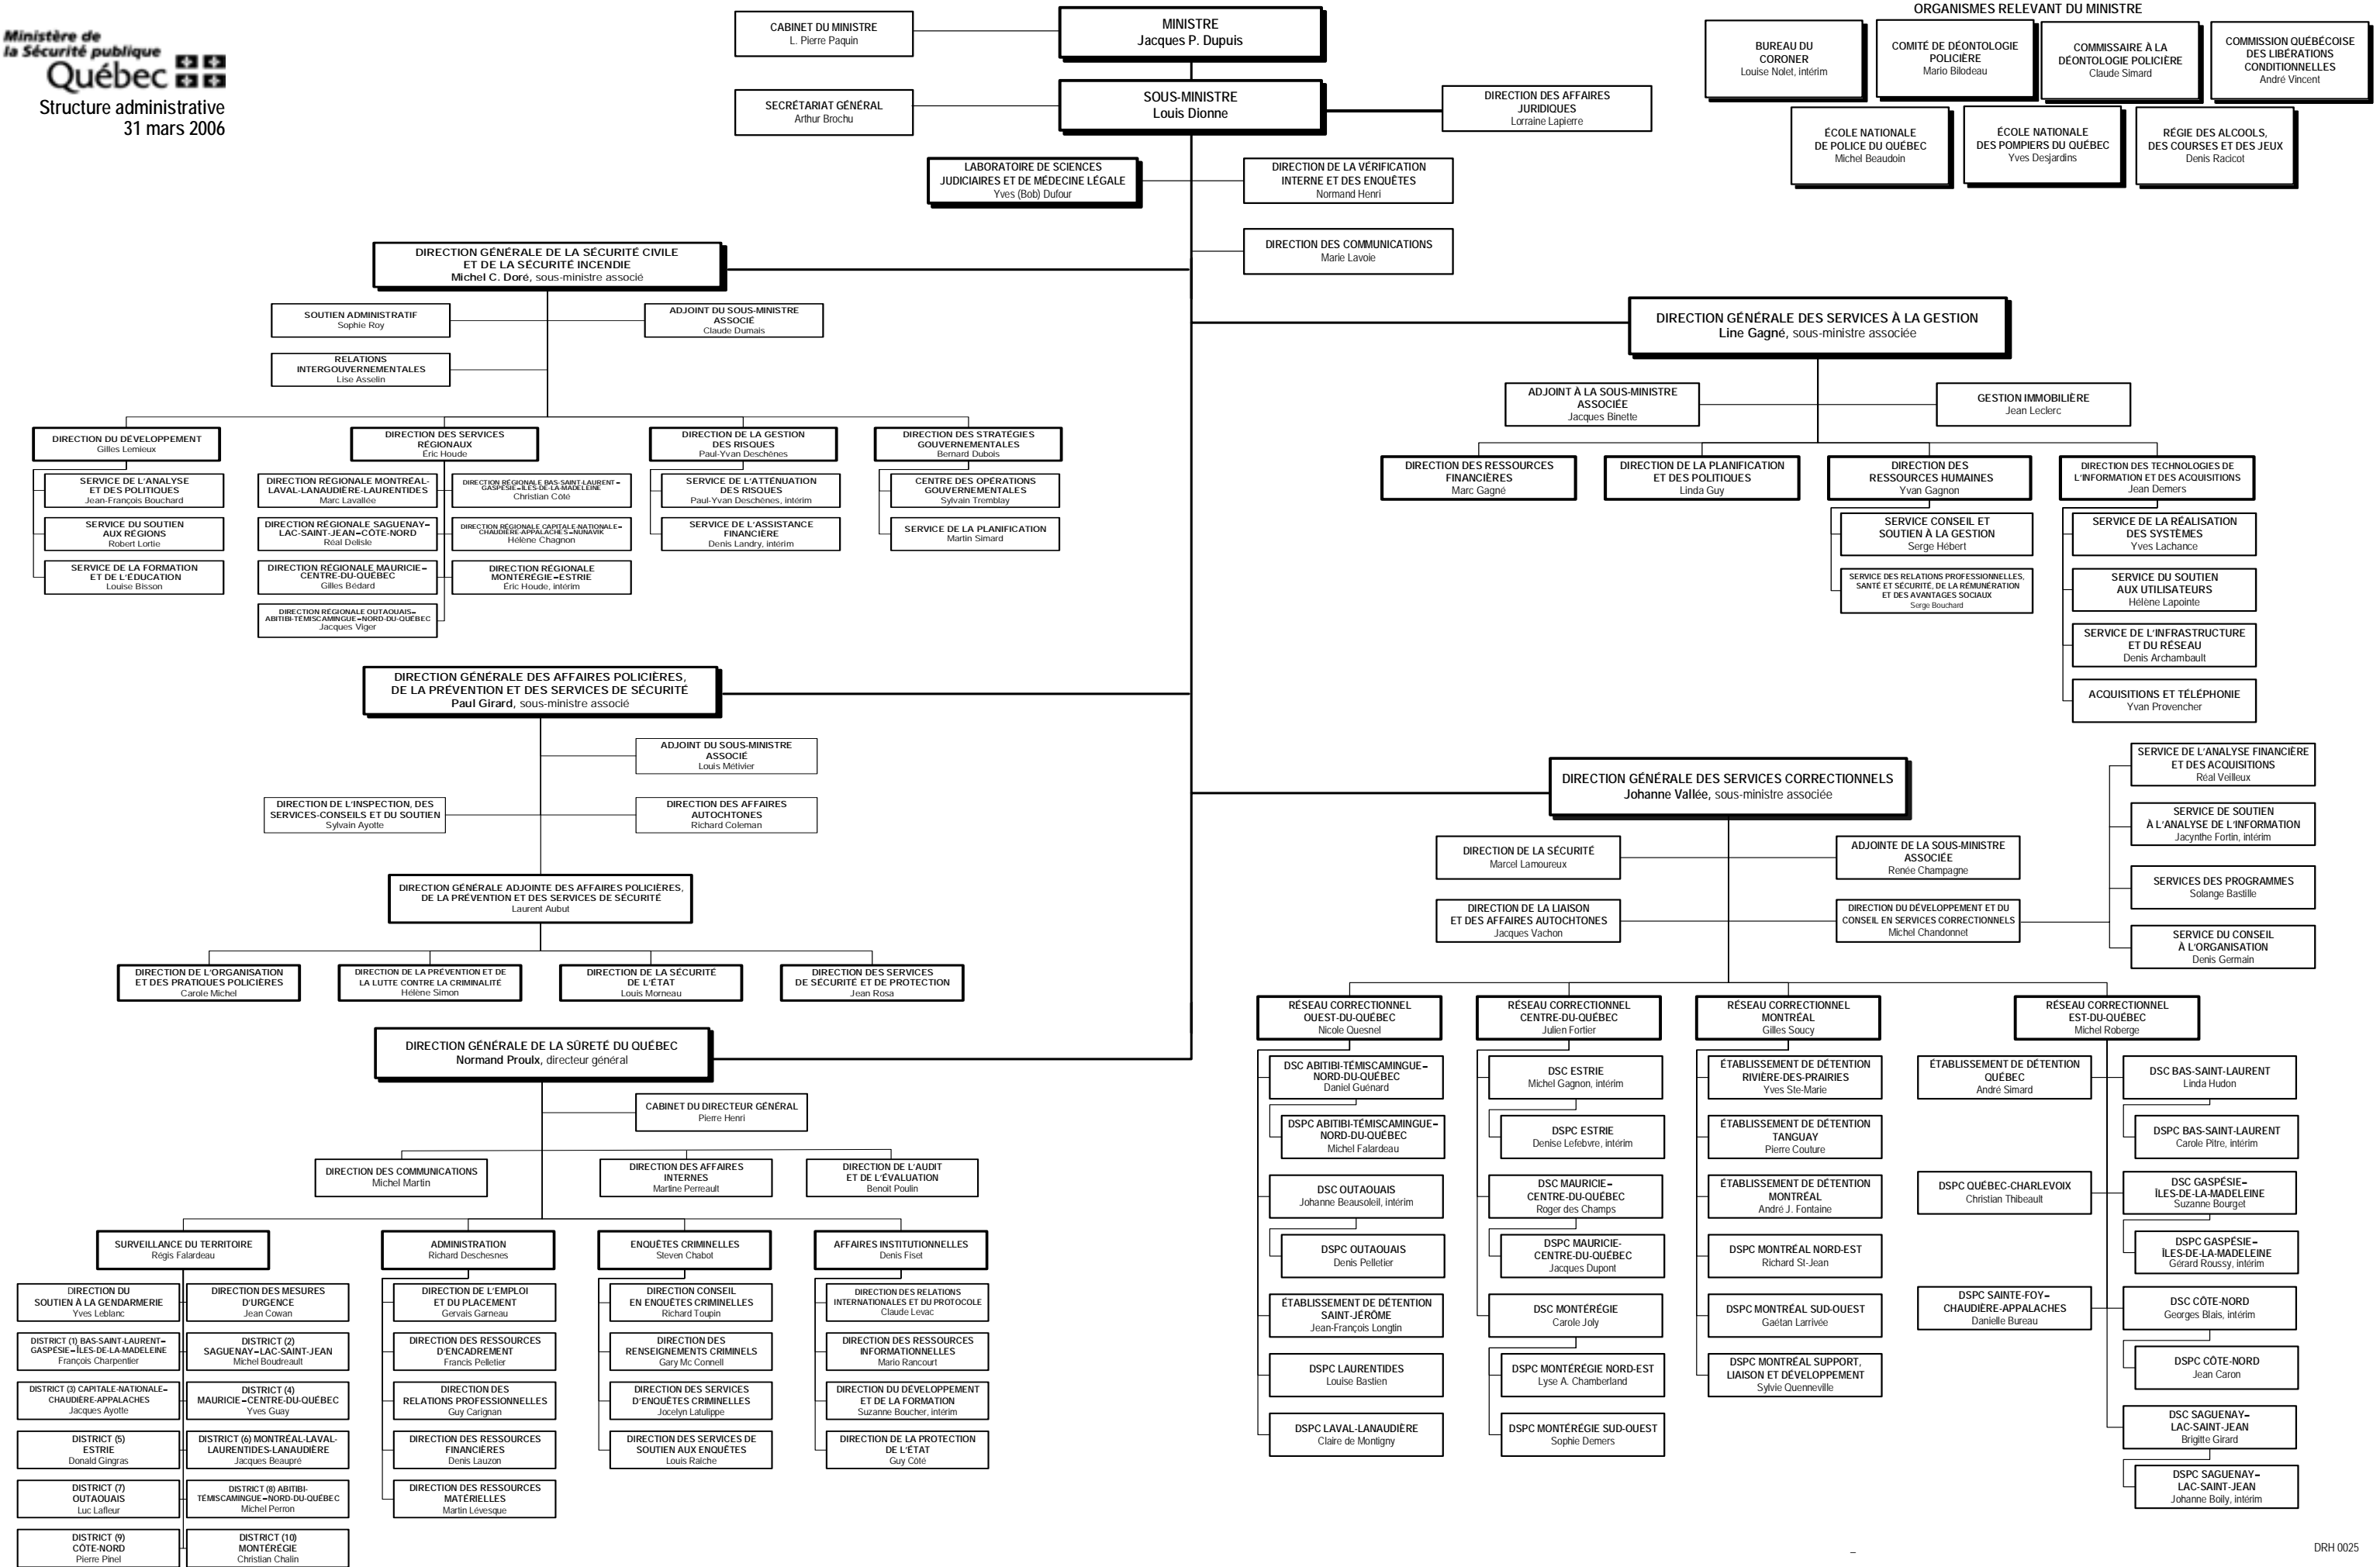 Ministère de
la Sécurité publique
Québec
Structure administrative
31 mars 2006
CABINET DU MINISTRE
L. Pierre Paquin
MINISTRE
Jacques P. Dupuis
SECRÉTARIAT GÉNÉRAL
Arthur Brochu
SOUS-MINISTRE
Louis Dionne
DIRECTION DES AFFAIRES
JURIDIQUES
Lorraine Lapierre
LABORATOIRE DE SCIENCES
JUDICIAIRES ET DE MÉDECINE LÉGALE
Yves (Bob) Dufour
DIRECTION DE LA VÉRIFICATION
INTERNE ET DES ENQUÊTES
Normand Henri
DIRECTION DES COMMUNICATIONS
Marie Lavoie
ORGANISMES RELEVANT DU MINISTRE
BUREAU DU
CORONER
Louise Nolet, intérim
COMITÉ DE DÉONTOLOGIE
POLICIÈRE
Mario Bilodeau
COMMISSAIRE À LA
DÉONTOLOGIE POLICIÈRE
Claude Simard
COMMISSION QUÉBÉCOISE
DES LIBÉRATIONS
CONDITIONNELLES
André Vincent
ÉCOLE NATIONALE
DE POLICE DU QUÉBEC
Michel Beaudoin
ÉCOLE NATIONALE
DES POMPIERS DU QUÉBEC
Yves Desjardins
RÉGIE DES ALCOOLS,
DES COURSES ET DES JEUX
Denis Racicot
DIRECTION GÉNÉRALE DE LA SÉCURITÉ CIVILE
ET DE LA SÉCURITÉ INCENDIE
Michel C. Doré, sous-ministre associé
SOUTIEN ADMINISTRATIF
Sophie Roy
ADJOINT DU SOUS-MINISTRE
ASSOCIÉ
Claude Dumais
RELATIONS
INTERGOUVERNEMENTALES
Lise Asselin
DIRECTION DU DÉVELOPPEMENT
Gilles Lemieux
SERVICE DE L'ANALYSE
ET DES POLITIQUES
Jean-François Bouchard
SERVICE DU SOUTIEN
AUX RÉGIONS
Robert Lortie
SERVICE DE LA FORMATION
ET DE L'ÉDUCATION
Louise Bisson
DIRECTION DES SERVICES
RÉGIONAUX
Éric Houde
DIRECTION RÉGIONALE MONTRÉAL-
LAVAL-LANAUDIÈRE-LAURENTIDES
Marc Lavallée
DIRECTION RÉGIONALE BAS-SAINT-LAURENT–
GASPÉSIE–ÎLES-DE-LA-MADELEINE
Christian Côté
DIRECTION RÉGIONALE SAGUENAY–
LAC-SAINT-JEAN–CÔTE-NORD
Réal Delisle
DIRECTION RÉGIONALE CAPITALE-NATIONALE–
CHAUDIÈRE-APPALACHES–NUNAVIK
Hélène Chagnon
DIRECTION RÉGIONALE MAURICIE–
CENTRE-DU-QUÉBEC
Gilles Bédard
DIRECTION RÉGIONALE
MONTÉRÉGIE–ESTRIE
Éric Houde, intérim
DIRECTION RÉGIONALE OUTAOUAIS–
ABITIBI-TÉMISCAMINGUE–NORD-DU-QUÉBEC
Jacques Viger
DIRECTION DE LA GESTION
DES RISQUES
Paul-Yvan Deschênes
SERVICE DE L'ATTÉNUATION
DES RISQUES
Paul-Yvan Deschênes, intérim
SERVICE DE L'ASSISTANCE
FINANCIÈRE
Denis Landry, intérim
DIRECTION DES STRATÉGIES
GOUVERNEMENTALES
Bernard Dubois
CENTRE DES OPÉRATIONS
GOUVERNEMENTALES
Sylvain Tremblay
SERVICE DE LA PLANIFICATION
Martin Simard
DIRECTION GÉNÉRALE DES SERVICES À LA GESTION
Line Gagné, sous-ministre associée
ADJOINT À LA SOUS-MINISTRE
ASSOCIÉE
Jacques Binette
GESTION IMMOBILIÈRE
Jean Leclerc
DIRECTION DES RESSOURCES
FINANCIÈRES
Marc Gagné
DIRECTION DE LA PLANIFICATION
ET DES POLITIQUES
Linda Guy
DIRECTION DES
RESSOURCES HUMAINES
Yvan Gagnon
SERVICE CONSEIL ET
SOUTIEN À LA GESTION
Serge Hébert
SERVICE DES RELATIONS PROFESSIONNELLES,
SANTÉ ET SÉCURITÉ, DE LA RÉMUNÉRATION
ET DES AVANTAGES SOCIAUX
Serge Bouchard
DIRECTION DES TECHNOLOGIES DE
L'INFORMATION ET DES ACQUISITIONS
Jean Demers
SERVICE DE LA RÉALISATION
DES SYSTÈMES
Yves Lachance
SERVICE DU SOUTIEN
AUX UTILISATEURS
Hélène Lapointe
SERVICE DE L'INFRASTRUCTURE
ET DU RÉSEAU
Denis Archambault
ACQUISITIONS ET TÉLÉPHONIE
Yvan Provencher
DIRECTION GÉNÉRALE DES AFFAIRES POLICIÈRES,
DE LA PRÉVENTION ET DES SERVICES DE SÉCURITÉ
Paul Girard, sous-ministre associé
ADJOINT DU SOUS-MINISTRE
ASSOCIÉ
Louis Métivier
DIRECTION DE L'INSPECTION, DES
SERVICES-CONSEILS ET DU SOUTIEN
Sylvain Ayotte
DIRECTION DES AFFAIRES
AUTOCHTONES
Richard Coleman
DIRECTION GÉNÉRALE ADJOINTE DES AFFAIRES POLICIÈRES,
DE LA PRÉVENTION ET DES SERVICES DE SÉCURITÉ
Laurent Aubut
DIRECTION DE L'ORGANISATION
ET DES PRATIQUES POLICIÈRES
Carole Michel
DIRECTION DE LA PRÉVENTION ET DE
LA LUTTE CONTRE LA CRIMINALITÉ
Hélène Simon
DIRECTION DE LA SÉCURITÉ
DE L'ÉTAT
Louis Morneau
DIRECTION DES SERVICES
DE SÉCURITÉ ET DE PROTECTION
Jean Rosa
DIRECTION GÉNÉRALE DES SERVICES CORRECTIONNELS
Johanne Vallée, sous-ministre associée
DIRECTION DE LA SÉCURITÉ
Marcel Lamoureux
ADJOINTE DE LA SOUS-MINISTRE
ASSOCIÉE
Renée Champagne
DIRECTION DE LA LIAISON
ET DES AFFAIRES AUTOCHTONES
Jacques Vachon
DIRECTION DU DÉVELOPPEMENT ET DU
CONSEIL EN SERVICES CORRECTIONNELS
Michel Chandonnet
SERVICE DE L'ANALYSE FINANCIÈRE
ET DES ACQUISITIONS
Réal Veilleux
SERVICE DE SOUTIEN
À L'ANALYSE DE L'INFORMATION
Jacynthe Fortin, intérim
SERVICES DES PROGRAMMES
Solange Bastille
SERVICE DU CONSEIL
À L'ORGANISATION
Denis Germain
RÉSEAU CORRECTIONNEL
OUEST-DU-QUÉBEC
Nicole Quesnel
DSC ABITIBI-TÉMISCAMINGUE–
NORD-DU-QUÉBEC
Daniel Guénard
DSPC ABITIBI-TÉMISCAMINGUE–
NORD-DU-QUÉBEC
Michel Falardeau
DSC OUTAOUAIS
Johanne Beausoleil, intérim
DSPC OUTAOUAIS
Denis Pelletier
ÉTABLISSEMENT DE DÉTENTION
SAINT-JÉRÔME
Jean-François Longtin
DSPC LAURENTIDES
Louise Bastien
DSPC LAVAL-LANAUDIÈRE
Claire de Montigny
RÉSEAU CORRECTIONNEL
CENTRE-DU-QUÉBEC
Julien Fortier
DSC ESTRIE
Michel Gagnon, intérim
DSPC ESTRIE
Denise Lefebvre, intérim
DSC MAURICIE–
CENTRE-DU-QUÉBEC
Roger des Champs
DSPC MAURICIE-
CENTRE-DU-QUÉBEC
Jacques Dupont
DSC MONTÉRÉGIE
Carole Joly
DSPC MONTÉRÉGIE NORD-EST
Lyse A. Chamberland
DSPC MONTÉRÉGIE SUD-OUEST
Sophie Demers
RÉSEAU CORRECTIONNEL
MONTRÉAL
Gilles Soucy
ÉTABLISSEMENT DE DÉTENTION
RIVIÈRE-DES-PRAIRIES
Yves Ste-Marie
ÉTABLISSEMENT DE DÉTENTION
TANGUAY
Pierre Couture
ÉTABLISSEMENT DE DÉTENTION
MONTRÉAL
André J. Fontaine
DSPC MONTRÉAL NORD-EST
Richard St-Jean
DSPC MONTRÉAL SUD-OUEST
Gaétan Larrivée
DSPC MONTRÉAL SUPPORT,
LIAISON ET DÉVELOPPEMENT
Sylvie Quenneville
RÉSEAU CORRECTIONNEL
EST-DU-QUÉBEC
Michel Roberge
ÉTABLISSEMENT DE DÉTENTION
QUÉBEC
André Simard
DSC BAS-SAINT-LAURENT
Linda Hudon
DSPC BAS-SAINT-LAURENT
Carole Pitre, intérim
DSPC QUÉBEC-CHARLEVOIX
Christian Thibeault
DSC GASPÉSIE–
ÎLES-DE-LA-MADELEINE
Suzanne Bourget
DSPC GASPÉSIE–
ÎLES-DE-LA-MADELEINE
Gérard Roussy, intérim
DSPC SAINTE-FOY–
CHAUDIÈRE-APPALACHES
Danielle Bureau
DSC CÔTE-NORD
Georges Blais, intérim
DSPC CÔTE-NORD
Jean Caron
DSC SAGUENAY–
LAC-SAINT-JEAN
Brigitte Girard
DSPC SAGUENAY–
LAC-SAINT-JEAN
Johanne Boily, intérim
DIRECTION GÉNÉRALE DE LA SÛRETÉ DU QUÉBEC
Normand Proulx, directeur général
CABINET DU DIRECTEUR GÉNÉRAL
Pierre Henri
DIRECTION DES COMMUNICATIONS
Michel Martin
DIRECTION DES AFFAIRES
INTERNES
Martine Perreault
DIRECTION DE L'AUDIT
ET DE L'ÉVALUATION
Benoit Poulin
SURVEILLANCE DU TERRITOIRE
Régis Falardeau
DIRECTION DU
SOUTIEN À LA GENDARMERIE
Yves Leblanc
DIRECTION DES MESURES
D'URGENCE
Jean Cowan
DISTRICT (1) BAS-SAINT-LAURENT–
GASPÉSIE–ÎLES-DE-LA-MADELEINE
François Charpentier
DISTRICT (2)
SAGUENAY–LAC-SAINT-JEAN
Michel Boudreault
DISTRICT (3) CAPITALE-NATIONALE–
CHAUDIÈRE-APPALACHES
Jacques Ayotte
DISTRICT (4)
MAURICIE–CENTRE-DU-QUÉBEC
Yves Guay
DISTRICT (5)
ESTRIE
Donald Gingras
DISTRICT (6) MONTRÉAL-LAVAL-
LAURENTIDES-LANAUDIÈRE
Jacques Beaupré
DISTRICT (7)
OUTAOUAIS
Luc Lafleur
DISTRICT (8) ABITIBI-
TÉMISCAMINGUE–NORD-DU-QUÉBEC
Michel Perron
DISTRICT (9)
CÔTE-NORD
Pierre Pinel
DISTRICT (10)
MONTÉRÉGIE
Christian Chalin
ADMINISTRATION
Richard Deschesnes
DIRECTION DE L'EMPLOI
ET DU PLACEMENT
Gervais Garneau
DIRECTION DES RESSOURCES
D'ENCADREMENT
Francis Pelletier
DIRECTION DES
RELATIONS PROFESSIONNELLES
Guy Carignan
DIRECTION DES RESSOURCES
FINANCIÈRES
Denis Lauzon
DIRECTION DES RESSOURCES
MATÉRIELLES
Martin Lévesque
ENQUÊTES CRIMINELLES
Steven Chabot
DIRECTION CONSEIL
EN ENQUÊTES CRIMINELLES
Richard Toupin
DIRECTION DES
RENSEIGNEMENTS CRIMINELS
Gary Mc Connell
DIRECTION DES SERVICES
D'ENQUÊTES CRIMINELLES
Jocelyn Latulippe
DIRECTION DES SERVICES DE
SOUTIEN AUX ENQUÊTES
Louis Raîche
AFFAIRES INSTITUTIONNELLES
Denis Fiset
DIRECTION DES RELATIONS
INTERNATIONALES ET DU PROTOCOLE
Claude Levac
DIRECTION DES RESSOURCES
INFORMATIONNELLES
Mario Rancourt
DIRECTION DU DÉVELOPPEMENT
ET DE LA FORMATION
Suzanne Boucher, intérim
DIRECTION DE LA PROTECTION
DE L'ÉTAT
Guy Côté
DRH 0025